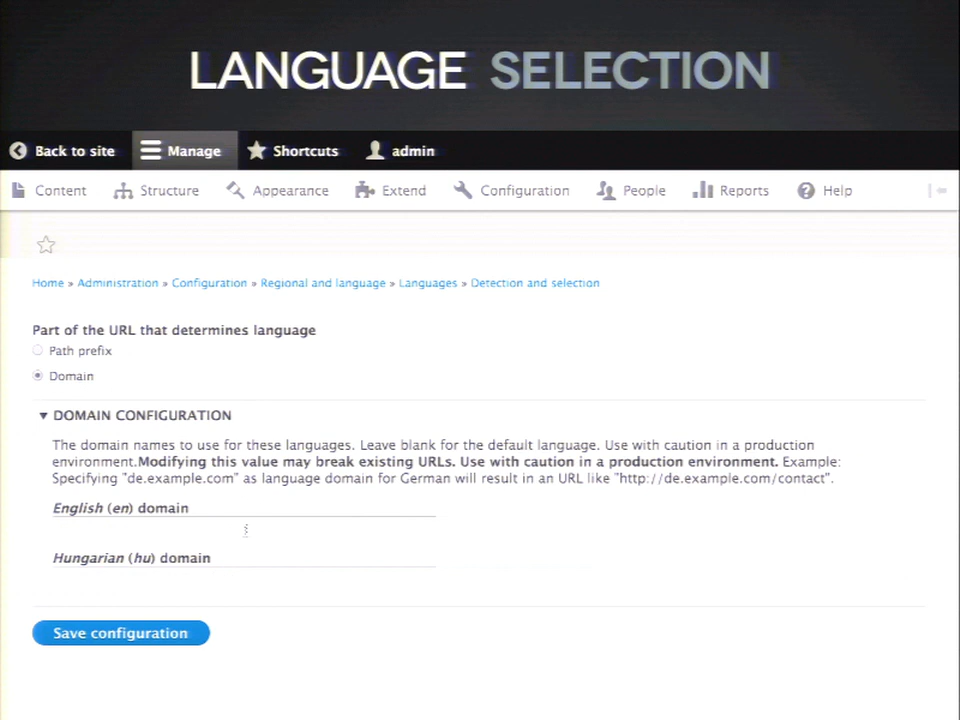 LANGUAGE SELECTION
Back to site Manage Shortcuts admin
Content Structure Appearance Extend Configuration People Reports Help
Home » Administration » Configuration » Regional and language » Languages » Detection and selection
Part of the URL that determines language
Path prefix
Domain
DOMAIN CONFIGURATION
The domain names to use for these languages. Leave blank for the default language. Use with caution in a production
environment.Modifying this value may break existing URLs. Use with caution in a production environment. Example:
Specifying "de.example.com" as language domain for German will result in an URL like "http://de.example.com/contact".
English (en) domain
Hungarian (hu) domain
Save configuration